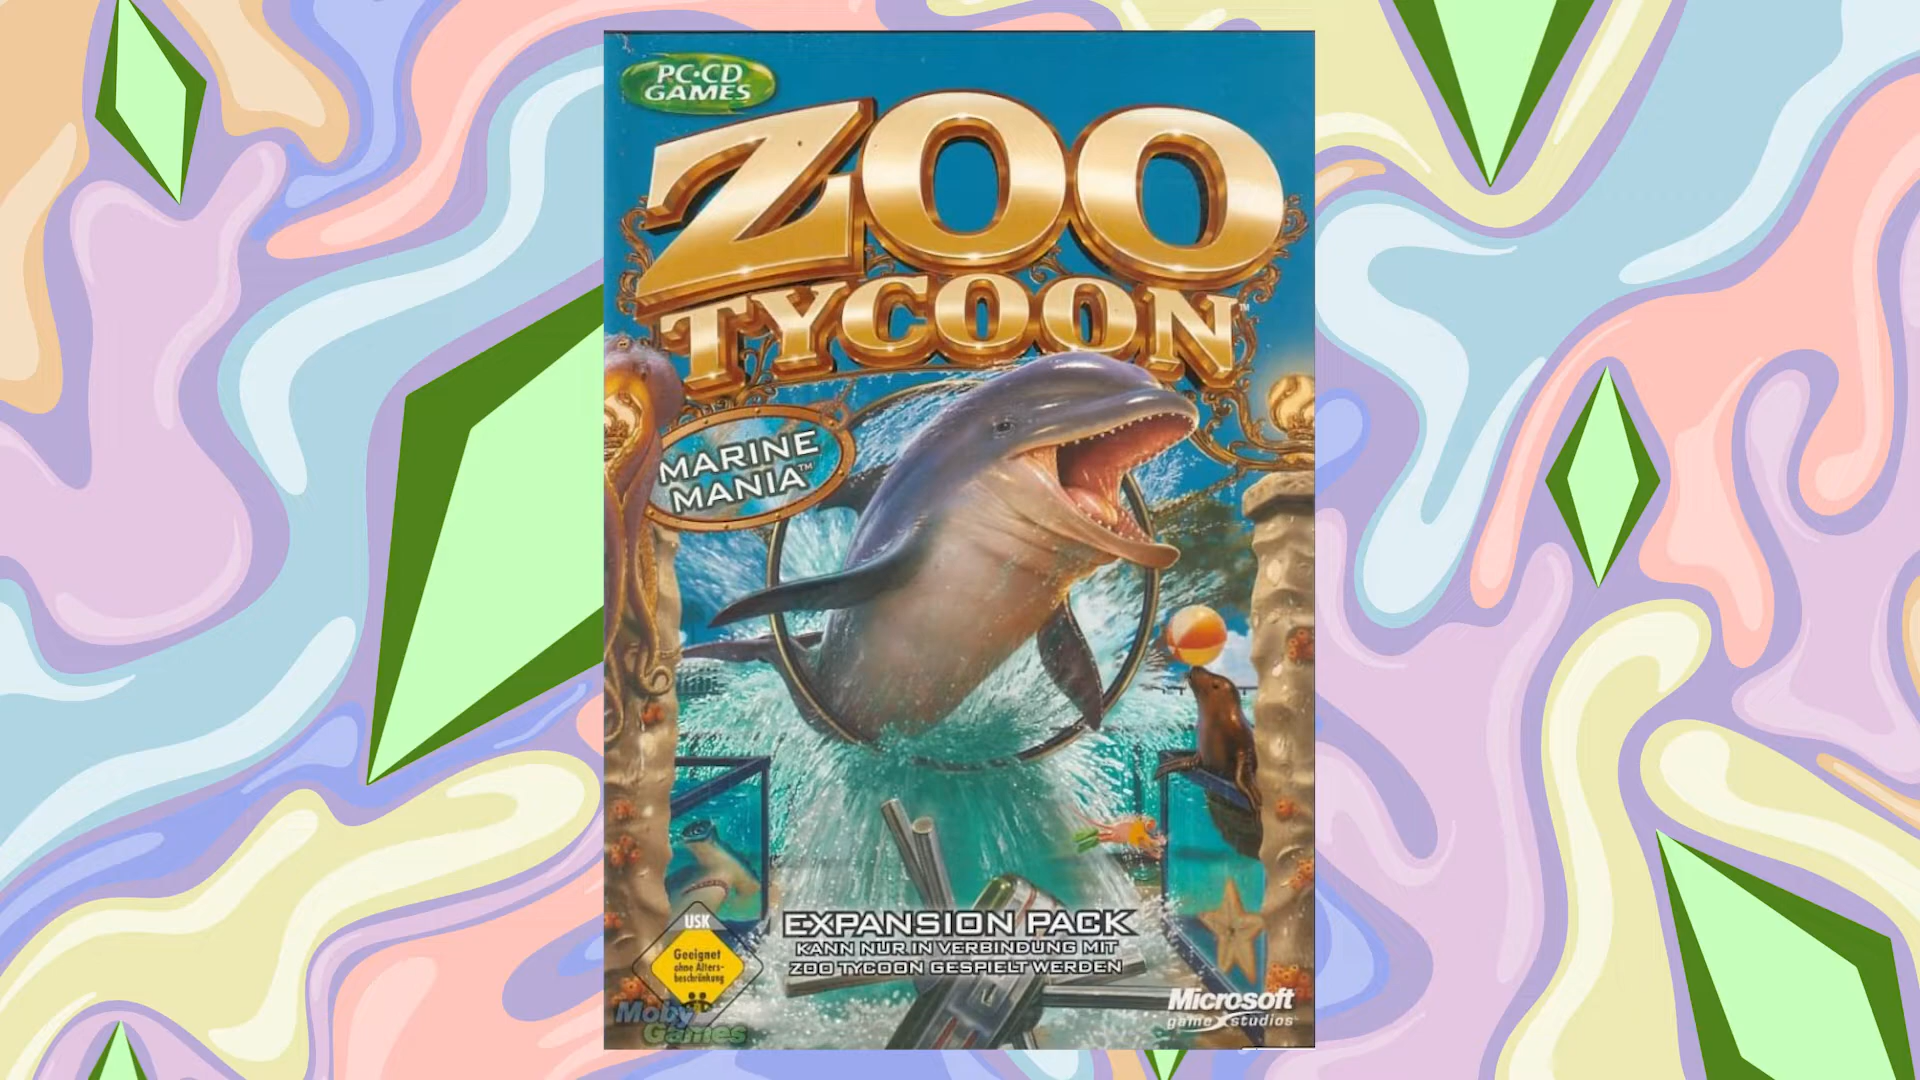 PC·CD
GAMES
ZOO
TYCOON™
MARINE
MANIA™
EXPANSION PACK
KANN NUR IN VERBINDUNG MIT
ZOO TYCOON GESPIELT WERDEN
USK
Geeignet
ohne Alters-
beschränkung
Moby
Games
Microsoft
game studios